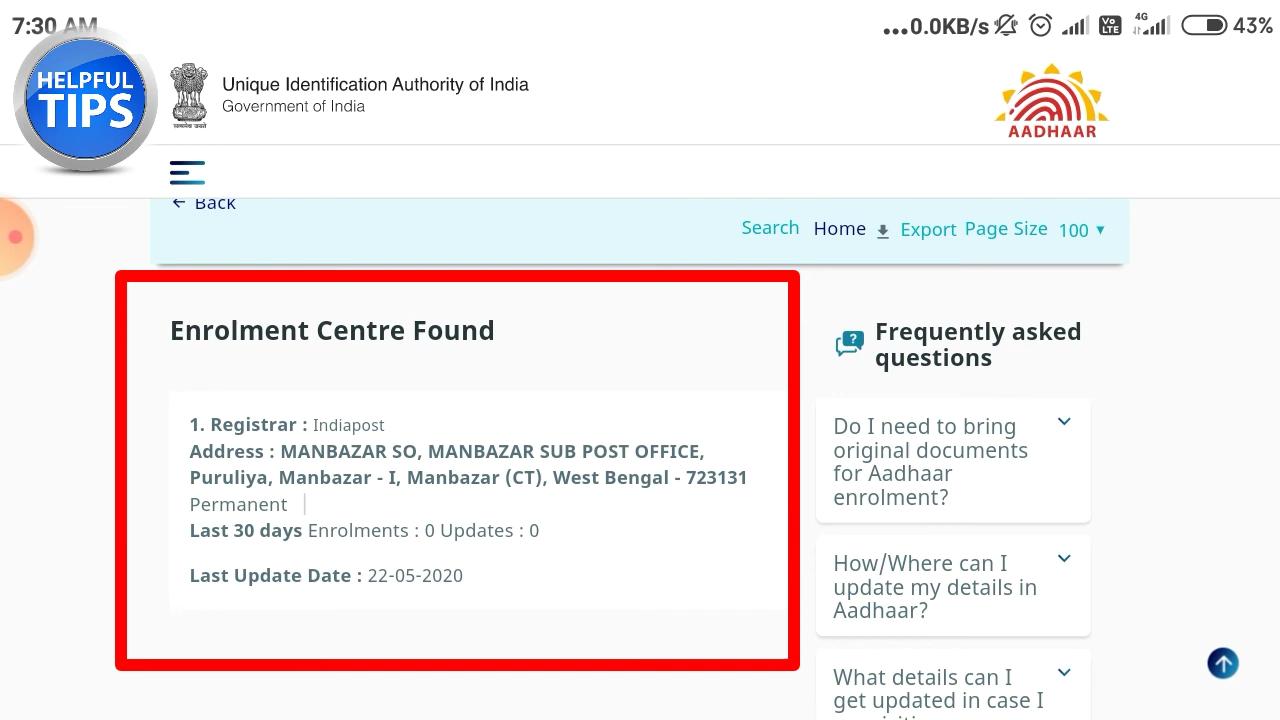 7:30 AM
...0.0KB/s
Vo
LTE
4G
43%
HELPFUL
TIPS
Unique Identification Authority of India
Government of India
AADHAAR
← Back
Search Home Export Page Size 100 ▼
Enrolment Centre Found
1. Registrar : Indiapost
Address : MANBAZAR SO, MANBAZAR SUB POST OFFICE,
Puruliya, Manbazar - I, Manbazar (CT), West Bengal - 723131
Permanent |
Last 30 days Enrolments : 0 Updates : 0
Last Update Date : 22-05-2020
Frequently asked
questions
Do I need to bring
original documents
for Aadhaar
enrolment?
How/Where can I
update my details in
Aadhaar?
What details can I
get updated in case I